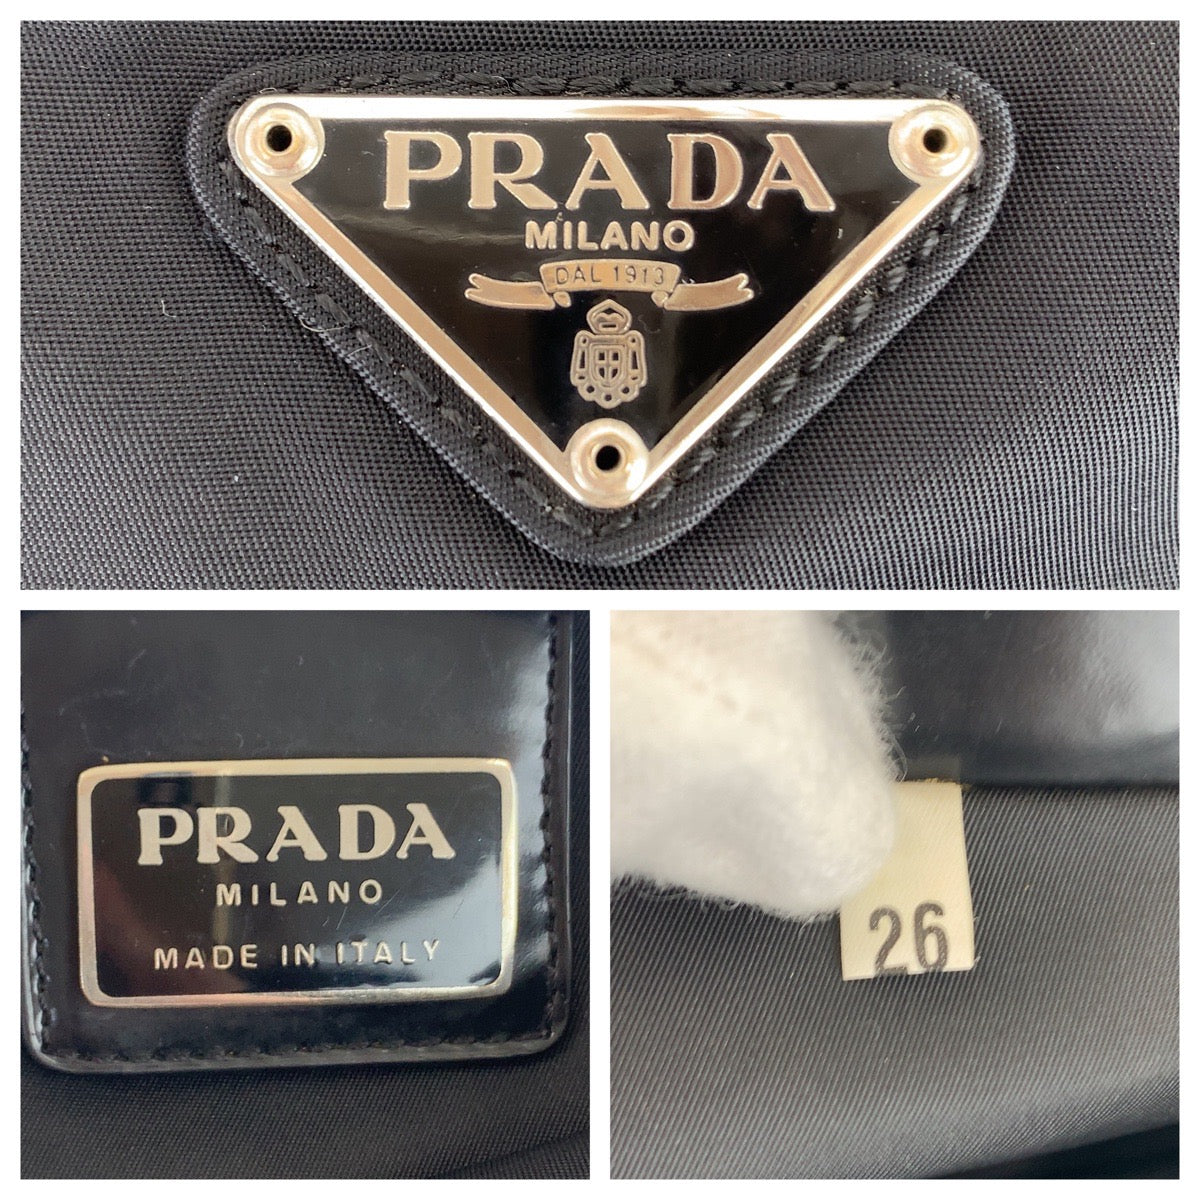 PRADA
MILANO
DAL 1913
PRADA
MILANO
MADE IN ITALY
26